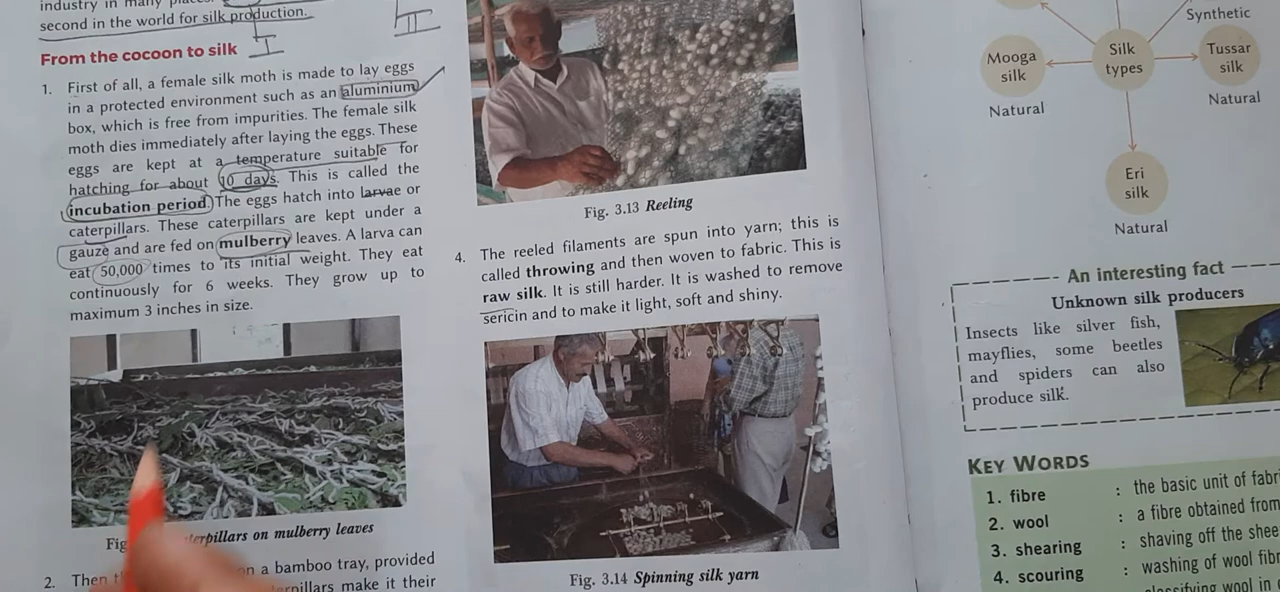 industry in many places.
second in the world for silk production.
I
II
From the cocoon to silk
1. First of all, a female silk moth is made to lay eggs
in a protected environment such as an aluminium
box, which is free from impurities. The female silk
moth dies immediately after laying the eggs. These
eggs are kept at a temperature suitable for
hatching for about 10 days. This is called the
incubation period. The eggs hatch into larvae or
caterpillars. These caterpillars are kept under a
gauze and are fed on mulberry leaves. A larva can
eat 50,000 times to its initial weight. They eat
continuously for 6 weeks. They grow up to
maximum 3 inches in size.
Fig erpillars on mulberry leaves
2. Then on a bamboo tray, provided
make it their
Fig. 3.13 Reeling
4. The reeled filaments are spun into yarn; this is
called throwing and then woven to fabric. This is
raw silk. It is still harder. It is washed to remove
sericin and to make it light, soft and shiny.
Fig. 3.14 Spinning silk yarn
Synthetic
Mooga
silk
Natural
Silk
types
Tussar
silk
Natural
Eri
silk
Natural
An interesting fact
Unknown silk producers
Insects like silver fish,
mayflies, some beetles
and spiders can also
produce silk.
KEY WORDS
1. fibre : the basic unit of fabr
2. wool : a fibre obtained from
3. shearing : shaving off the shee
4. scouring : washing of wool fibr
wool in